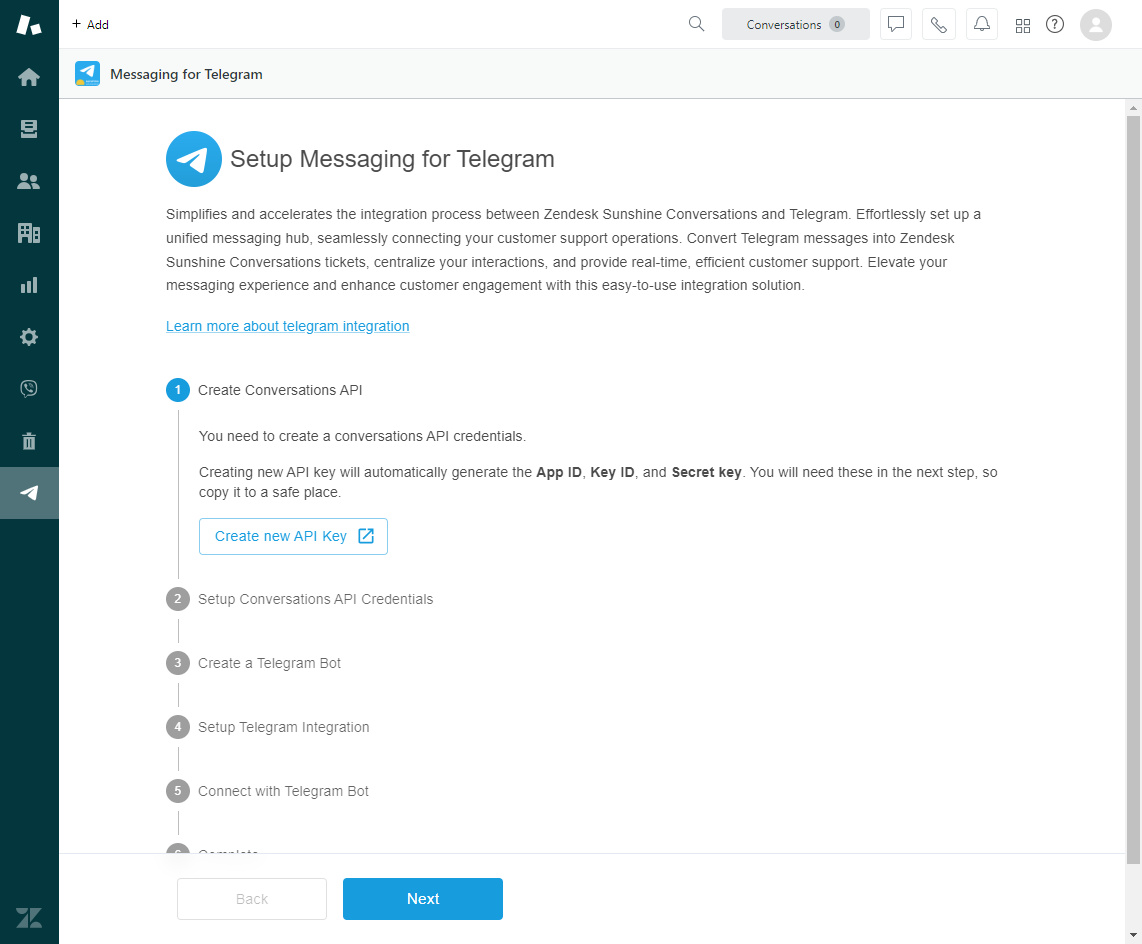 + Add
Conversations 0
Messaging for Telegram
Setup Messaging for Telegram
Simplifies and accelerates the integration process between Zendesk Sunshine Conversations and Telegram. Effortlessly set up a
unified messaging hub, seamlessly connecting your customer support operations. Convert Telegram messages into Zendesk
Sunshine Conversations tickets, centralize your interactions, and provide real-time, efficient customer support. Elevate your
messaging experience and enhance customer engagement with this easy-to-use integration solution.
Learn more about telegram integration
1 Create Conversations API
You need to create a conversations API credentials.
Creating new API key will automatically generate the App ID, Key ID, and Secret key. You will need these in the next step, so
copy it to a safe place.
Create new API Key
2 Setup Conversations API Credentials
3 Create a Telegram Bot
4 Setup Telegram Integration
5 Connect with Telegram Bot
6 Complete
Back
Next